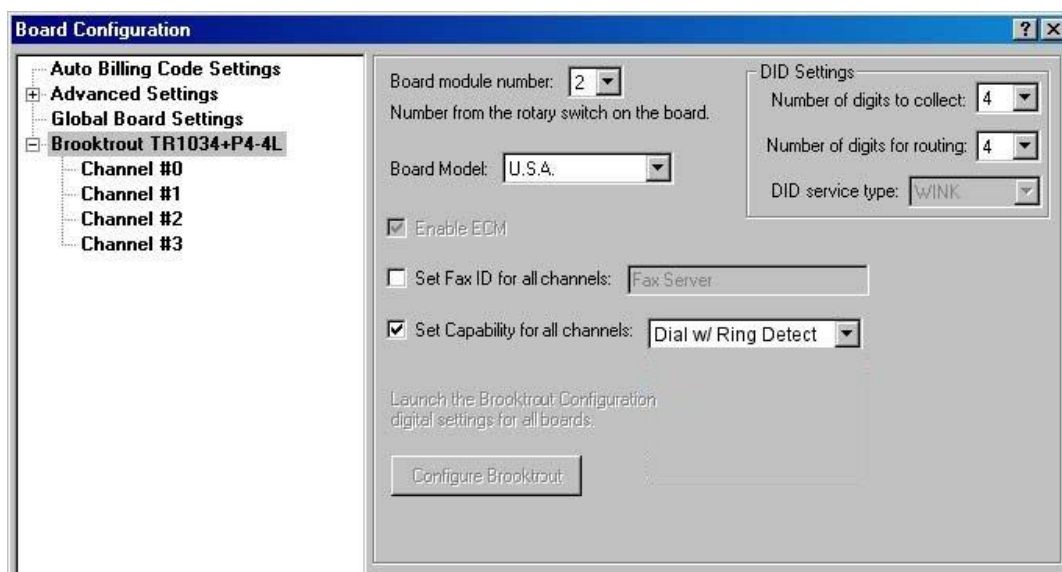 Board Configuration
Auto Billing Code Settings
Advanced Settings
Global Board Settings
Brooktrout TR1034+P4-4L
Channel #0
Channel #1
Channel #2
Channel #3
Board module number: 2
Number from the rotary switch on the board.
Board Model: U.S.A.
Enable ECM
Set Fax ID for all channels: Fax Server
Set Capability for all channels: Dial w/ Ring Detect
Launch the Brooktrout Configuration
digital settings for all boards.
Configure Brooktrout
DID Settings
Number of digits to collect: 4
Number of digits for routing: 4
DID service type: WINK